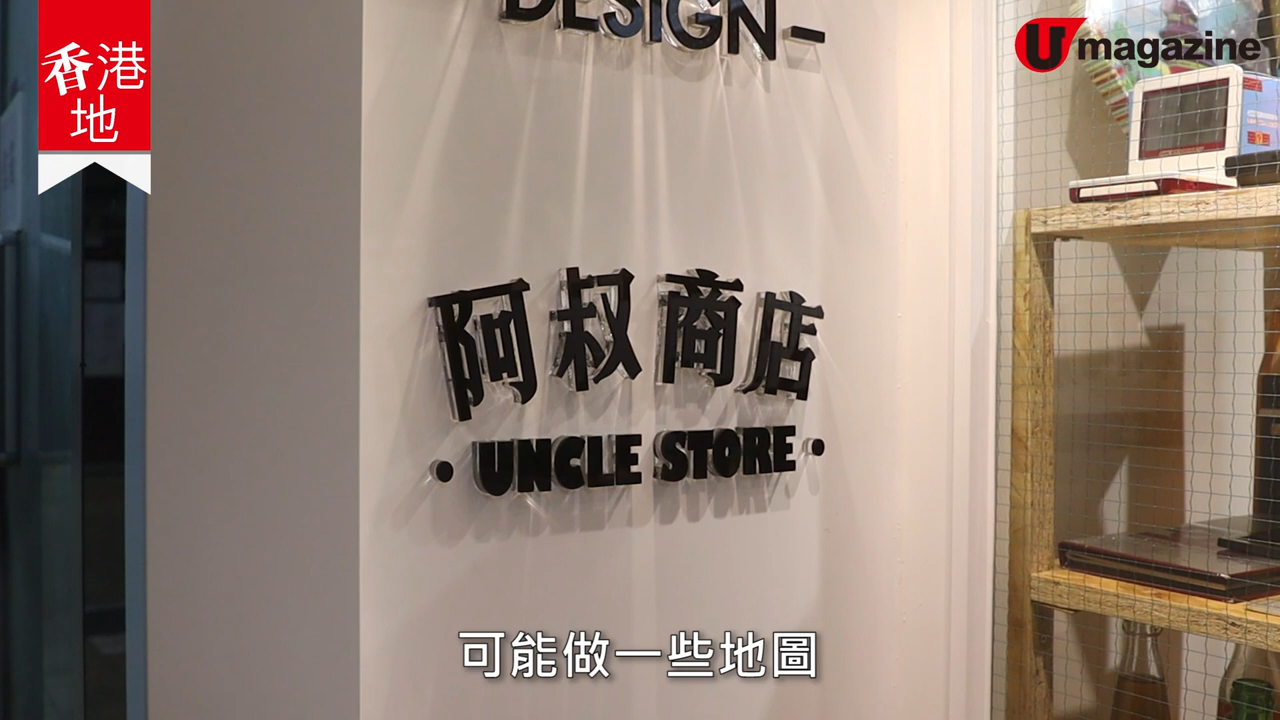 香港
地
U magazine
DESIGN–
阿叔商店
· UNCLE STORE ·
可能做一些地圖